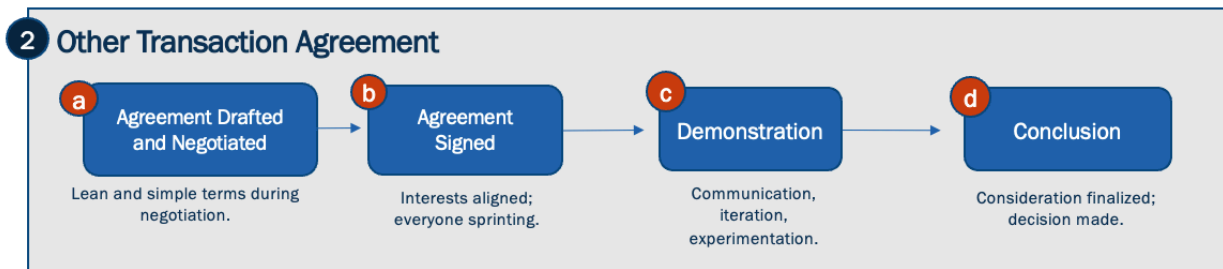 2 Other Transaction Agreement
a
Agreement Drafted
and Negotiated
Lean and simple terms during
negotiation.
b
Agreement
Signed
Interests aligned;
everyone sprinting.
c
Demonstration
Communication,
iteration,
experimentation.
d
Conclusion
Consideration finalized;
decision made.